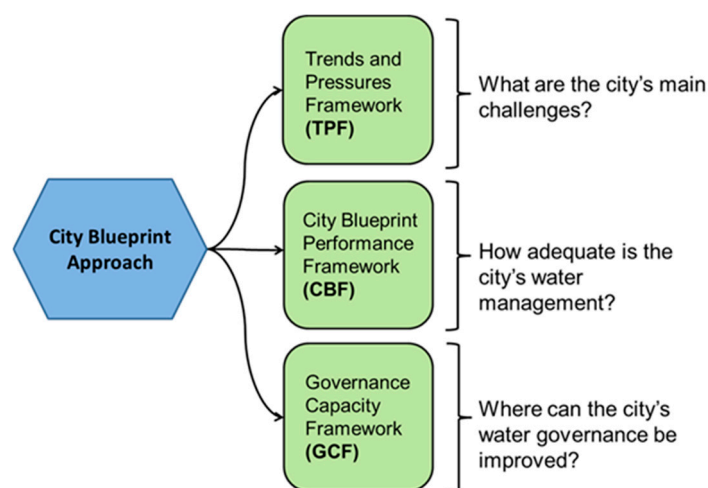 City Blueprint
Approach
Trends and
Pressures
Framework
(TPF)
What are the city's main
challenges?
City Blueprint
Performance
Framework
(CBF)
How adequate is the
city's water
management?
Governance
Capacity
Framework
(GCF)
Where can the city's
water governance be
improved?